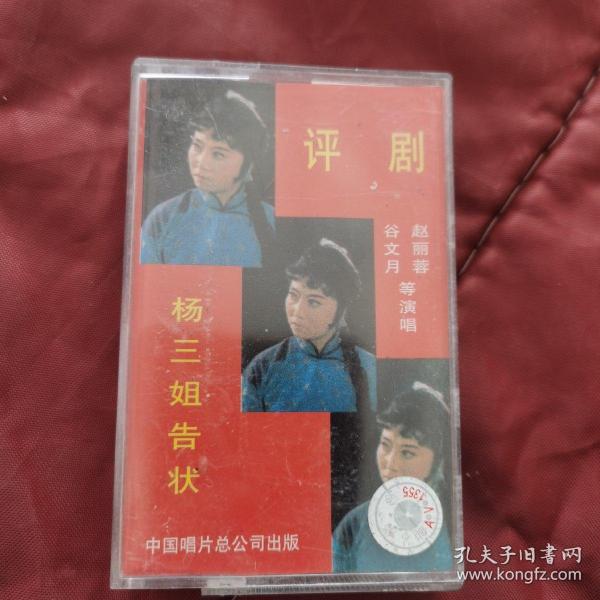 评剧
赵丽蓉
谷文月
等演唱
杨三姐告状
中国唱片总公司出版
A.V 1355
孔夫子旧书网
www.kongfz.com